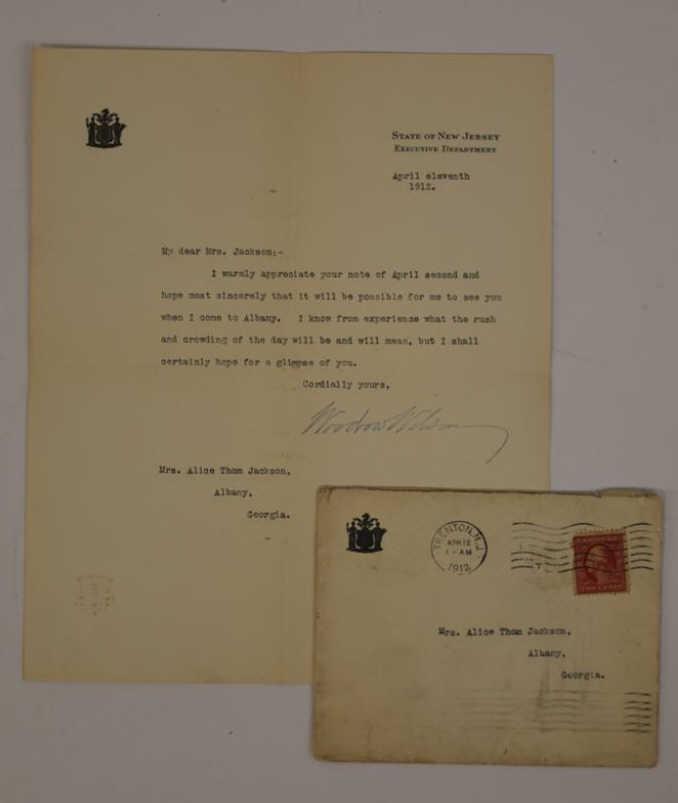 STATE OF NEW JERSEY
EXECUTIVE DEPARTMENT
April eleventh
1912.
My dear Mrs. Jackson:-
I warmly appreciate your note of April second and
hope most sincerely that it will be possible for me to see you
when I come to Albany. I know from experience what the rush
and crowding of the day will be and will mean, but I shall
certainly hope for a glimpse of you.
Cordially yours,
Woodrow Wilson
Mrs. Alice Thom Jackson,
Albany,
Georgia.
TRENTON, N.J.
APR 12
1912
Mrs. Alice Thom Jackson,
Albany,
Georgia.